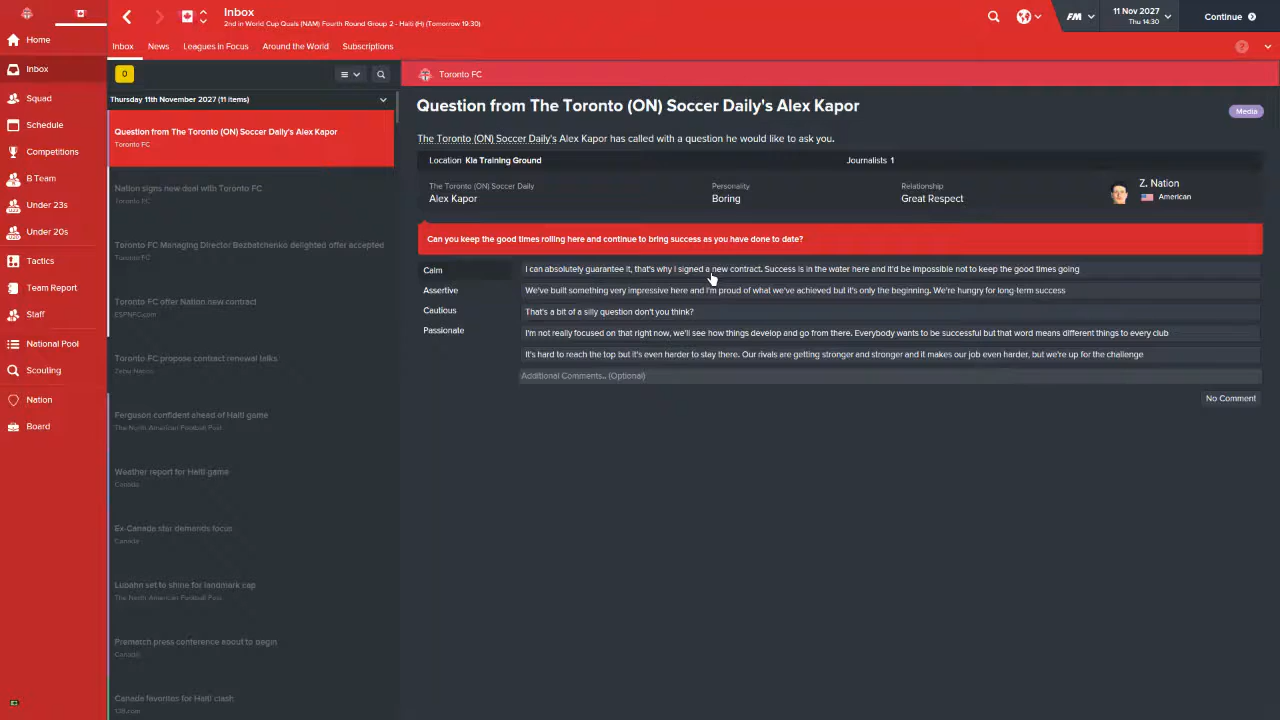 Inbox
2nd in World Cup Quals (NAM) Fourth Round Group 2 - Haiti (H) (Tomorrow 19:30)
FM
11 Nov 2027
Thu 14:30
Continue
Home
Inbox
Squad
Schedule
Competitions
B Team
Under 23s
Under 20s
Tactics
Team Report
Staff
National Pool
Scouting
Nation
Board
Inbox News Leagues in Focus Around the World Subscriptions
0
Thursday 11th November 2027 (11 items)
Question from The Toronto (ON) Soccer Daily's Alex Kapor
Toronto FC
Nation signs new deal with Toronto FC
Toronto FC
Toronto FC Managing Director Bezbatchenko delighted offer accepted
Toronto FC
Toronto FC offer Nation new contract
ESPNFC.com
Toronto FC propose contract renewal talks
Zebu Nation
Ferguson confident ahead of Haiti game
The North American Football Post
Weather report for Haiti game
Canada
Ex-Canada star demands focus
Canada
set to shine for landmark cap
The North American Football Post
Prematch press conference about to begin
Canada
Canada favorites for Haiti clash
Toronto FC
Question from The Toronto (ON) Soccer Daily's Alex Kapor
Media
The Toronto (ON) Soccer Daily's Alex Kapor has called with a question he would like to ask you.
Location Kia Training Ground
Journalists 1
The Toronto (ON) Soccer Daily
Alex Kapor
Personality
Boring
Relationship
Great Respect
Z. Nation
American
Can you keep the good times rolling here and continue to bring success as you have done to date?
Calm
Assertive
Cautious
Passionate
I can absolutely guarantee it, that's why I signed a new contract. Success is in the water here and it'd be impossible not to keep the good times going
We've built something very impressive here and I'm proud of what we've achieved but it's only the beginning. We're hungry for long-term success
That's a bit of a silly question don't you think?
I'm not really focused on that right now, we'll see how things develop and go from there. Everybody wants to be successful but that word means different things to every club
It's hard to reach the top but it's even harder to stay there. Our rivals are getting stronger and stronger and it makes our job even harder, but we're up for the challenge
Additional Comments.. (Optional)
No Comment